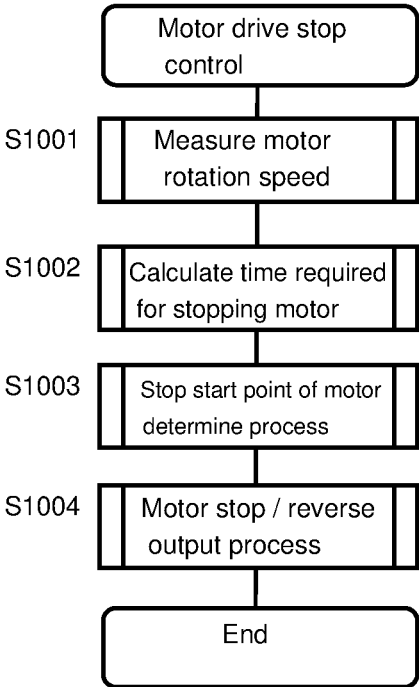 Motor drive stop
control
S1001
Measure motor
rotation speed
S1002
Calculate time required
for stopping motor
S1003
Stop start point of motor
determine process
S1004
Motor stop / reverse
output process
End